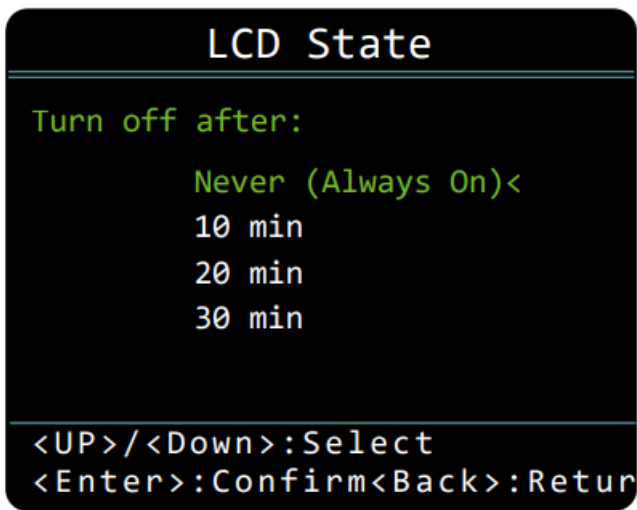 LCD State
Turn off after:
Never (Always On)<
10 min
20 min
30 min
<UP>/<Down>:Select
<Enter>:Confirm<Back>:Retur